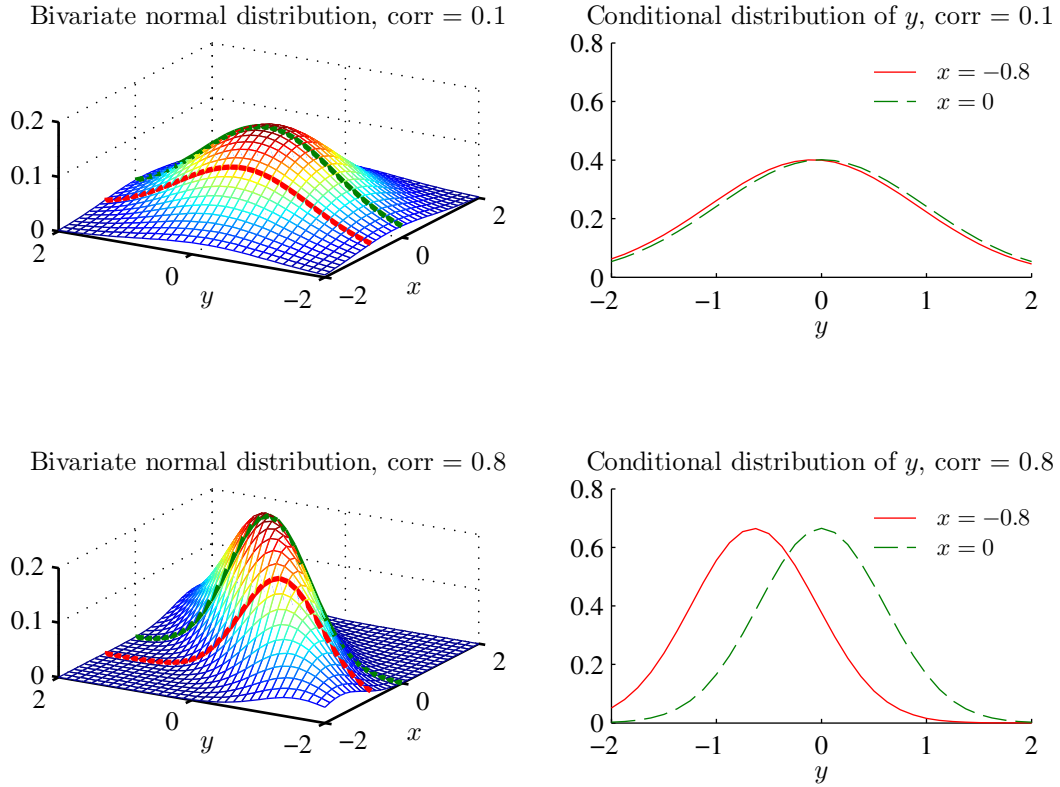 Bivariate normal distribution, corr = 0.1
0.2
0.1
0
2
0
−2
y
−2
0
2
x
Conditional distribution of y, corr = 0.1
0.8
0.6
0.4
0.2
0
−2 −1 0 1 2
y
x = −0.8
x = 0
Bivariate normal distribution, corr = 0.8
0.2
0.1
0
2
0
−2
y
−2
0
2
x
Conditional distribution of y, corr = 0.8
0.8
0.6
0.4
0.2
0
−2 −1 0 1 2
y
x = −0.8
x = 0